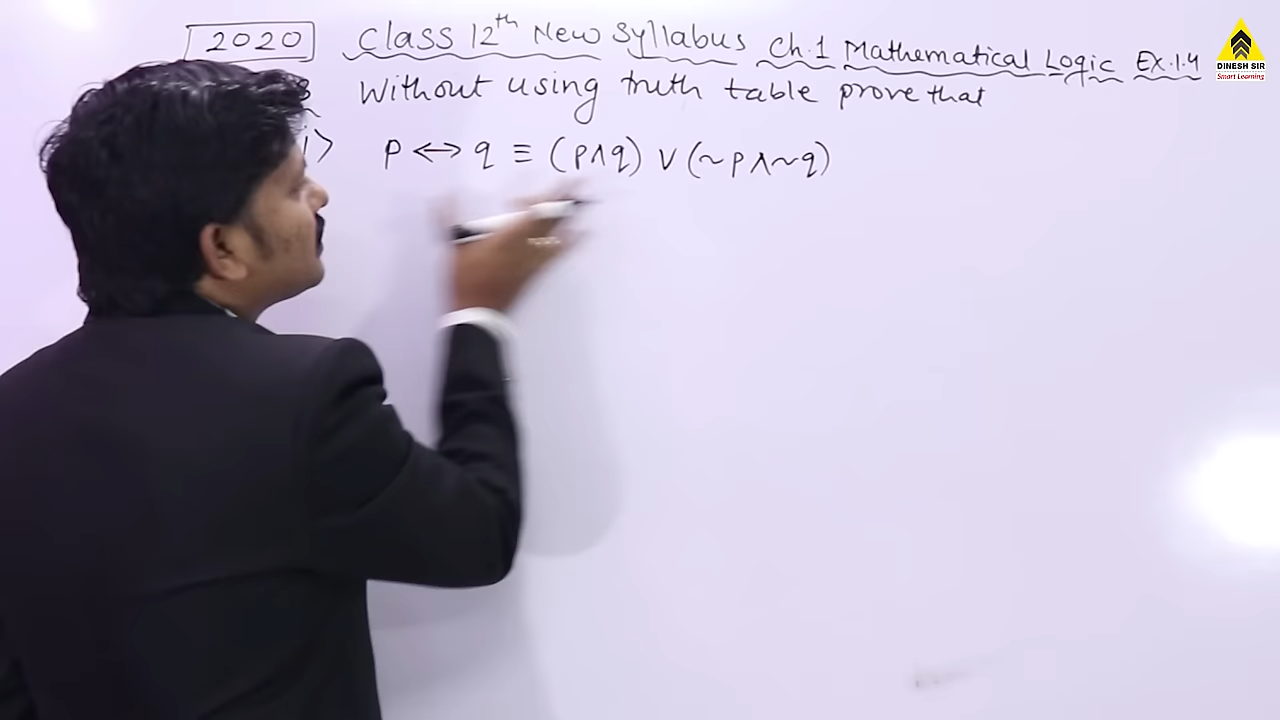 2020 Class 12th New Syllabus Ch.1 Mathematical Logic Ex.1.4
Without using truth table prove that
i> p ↔ q ≡ (p∧q) ∨ (~p∧~q)
DINESH SIR
Smart Learning